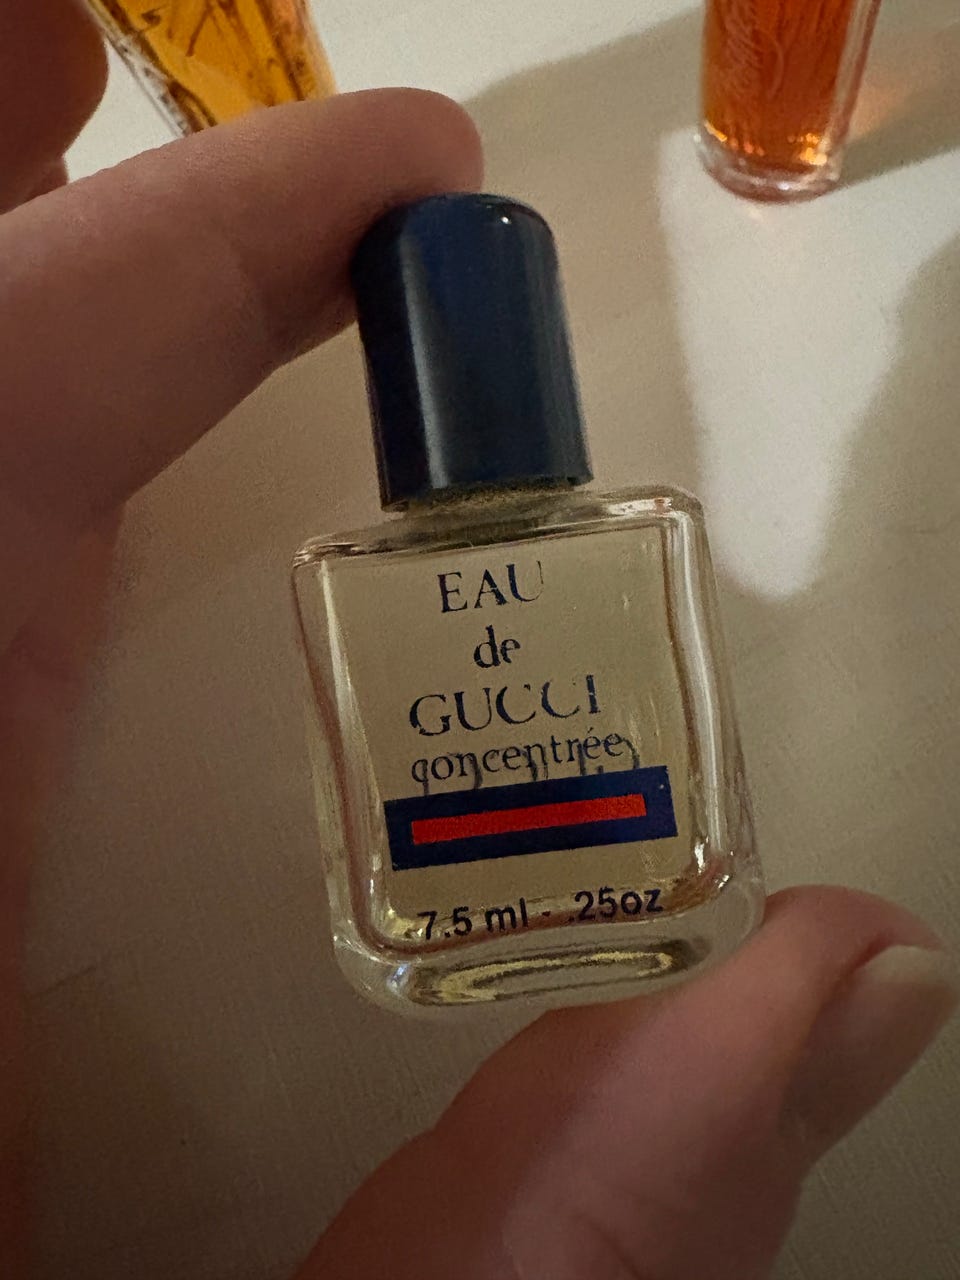 EAU
de
GUCCI
concentrée
7.5 ml - .25oz